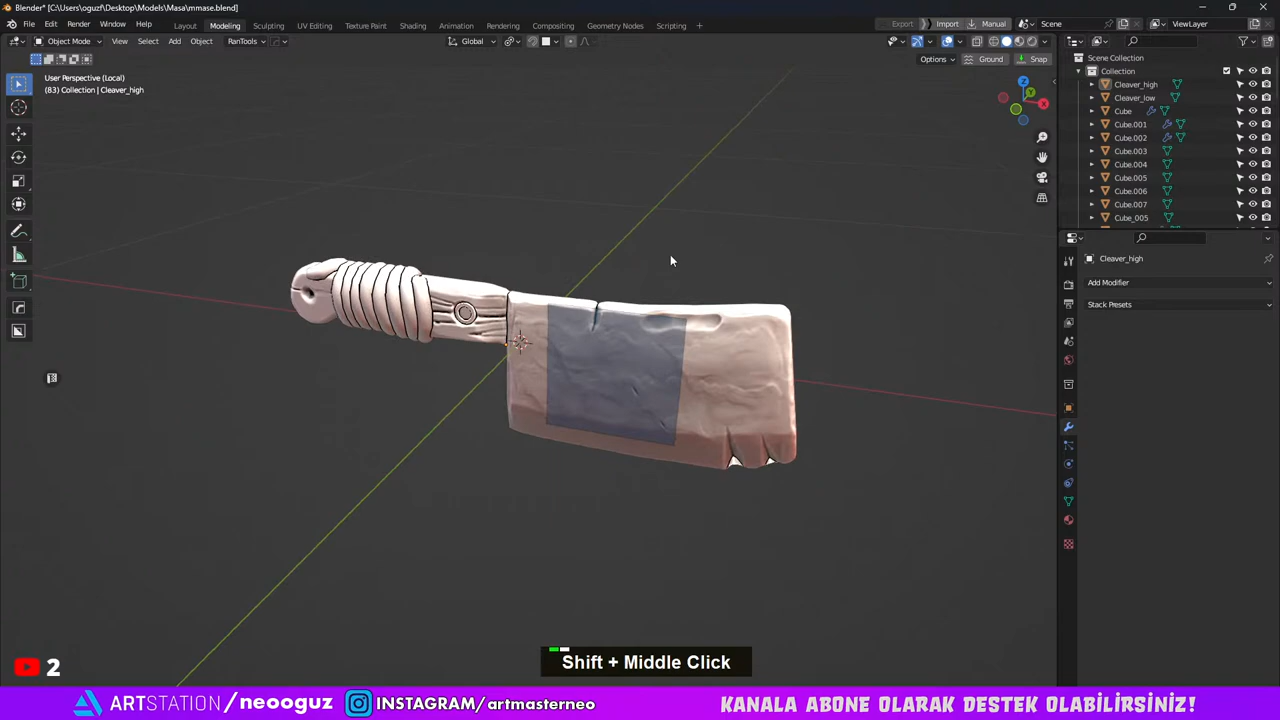 Blender* [C:\Users\oguzf\Desktop\Models\Masa\mmase.blend]
File Edit Render Window Help Layout Modeling Sculpting UV Editing Texture Paint Shading Animation Rendering Compositing Geometry Nodes Scripting + Export Import Manual Scene ViewLayer
Object Mode View Select Add Object RanTools Global
Options Ground Snap
User Perspective (Local)
(83) Collection | Cleaver_high
Scene Collection
Collection
Cleaver_high
Cleaver_low
Cube
Cube.001
Cube.002
Cube.003
Cube.004
Cube.005
Cube.006
Cube.007
Cube_005
Cleaver_high
Add Modifier
Stack Presets
X
Y
Z
Shift + Middle Click
2
ARTSTATION/neooguz INSTAGRAM/artmasterneo KANALA ABONE OLARAK DESTEK OLABİLİRSİNİZ!